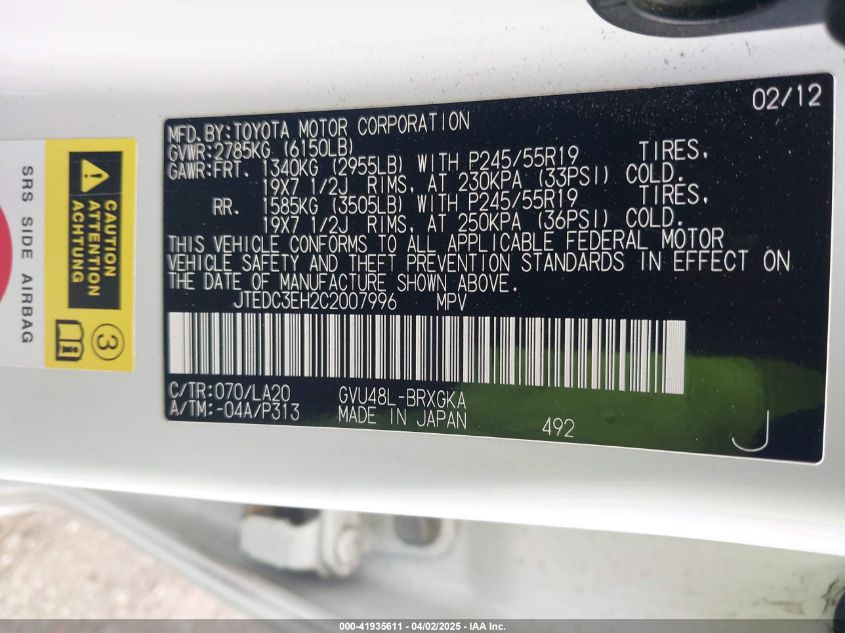 02/12
MFD.BY:TOYOTA MOTOR CORPORATION
GVWR:2785KG (6150LB)
GAWR:FRT. 1340KG (2955LB) WITH P245/55R19 TIRES,
19X7 1/2J RIMS, AT 230KPA (33PSI) COLD.
RR. 1585KG (3505LB) WITH P245/55R19 TIRES,
19X7 1/2J RIMS, AT 250KPA (36PSI) COLD.
THIS VEHICLE CONFORMS TO ALL APPLICABLE FEDERAL MOTOR
VEHICLE SAFETY AND THEFT PREVENTION STANDARDS IN EFFECT ON
THE DATE OF MANUFACTURE SHOWN ABOVE.
JTEDC3EH2C2007996 MPV
C/TR:070/LA20 GVU48L-BRXGKA
A/TM:-04A/P313 MADE IN JAPAN
492
J
CAUTION
ATTENTION
ACHTUNG
3
SRS SIDE AIRBAG
000-41935611 - 04/02/2025 - IAA Inc.